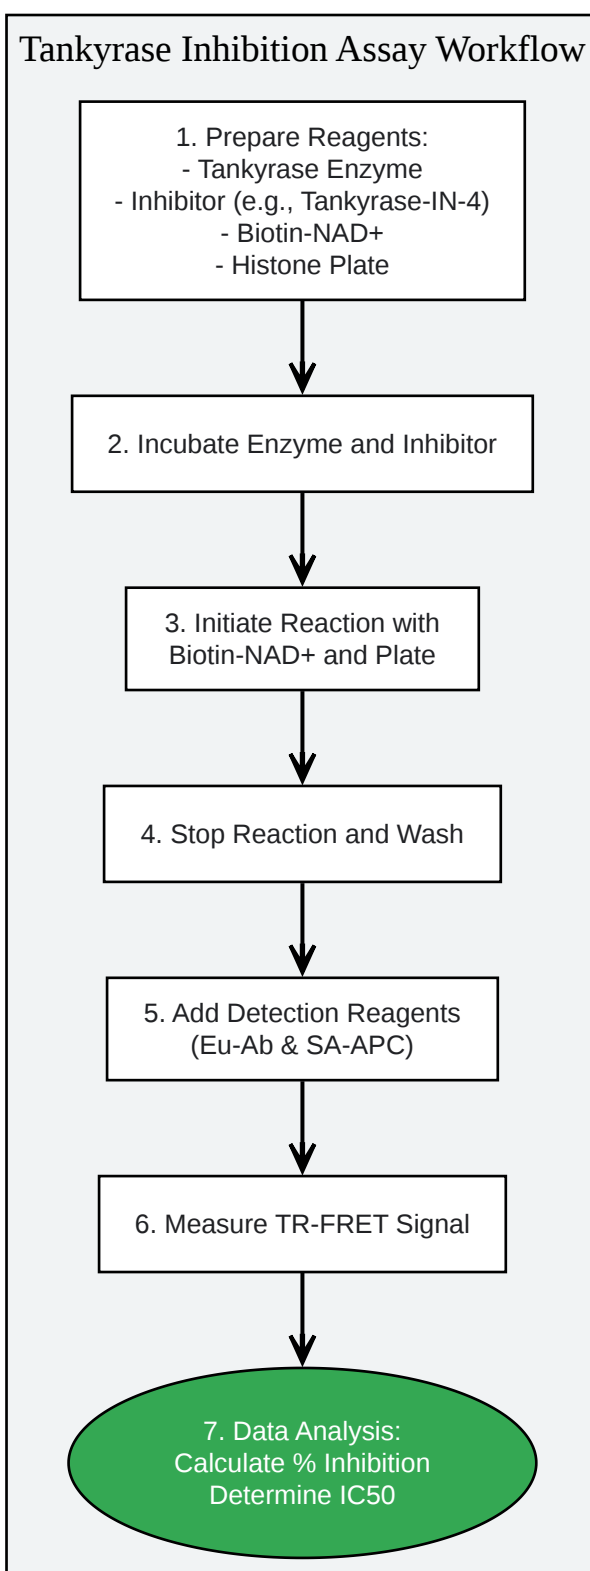 Tankyrase Inhibition Assay Workflow
1. Prepare Reagents:
- Tankyrase Enzyme
- Inhibitor (e.g., Tankyrase-IN-4)
- Biotin-NAD+
- Histone Plate
2. Incubate Enzyme and Inhibitor
3. Initiate Reaction with
Biotin-NAD+ and Plate
4. Stop Reaction and Wash
5. Add Detection Reagents
(Eu-Ab & SA-APC)
6. Measure TR-FRET Signal
7. Data Analysis:
Calculate % Inhibition
Determine IC50